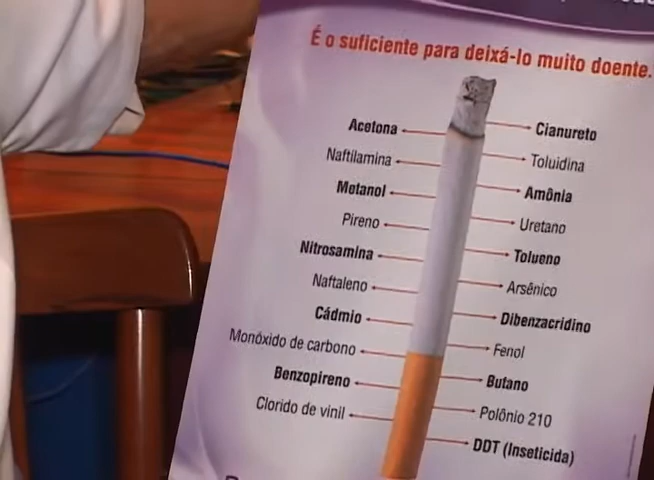 É o suficiente para deixá-lo muito doente.
Acetona
Cianureto
Naftilamina
Toluidina
Metanol
Amônia
Pireno
Uretano
Nitrosamina
Tolueno
Naftaleno
Arsênico
Cádmio
Dibenzacridino
Monóxido de carbono
Fenol
Benzopireno
Butano
Clorido de vinil
Polônio 210
DDT (Inseticida)